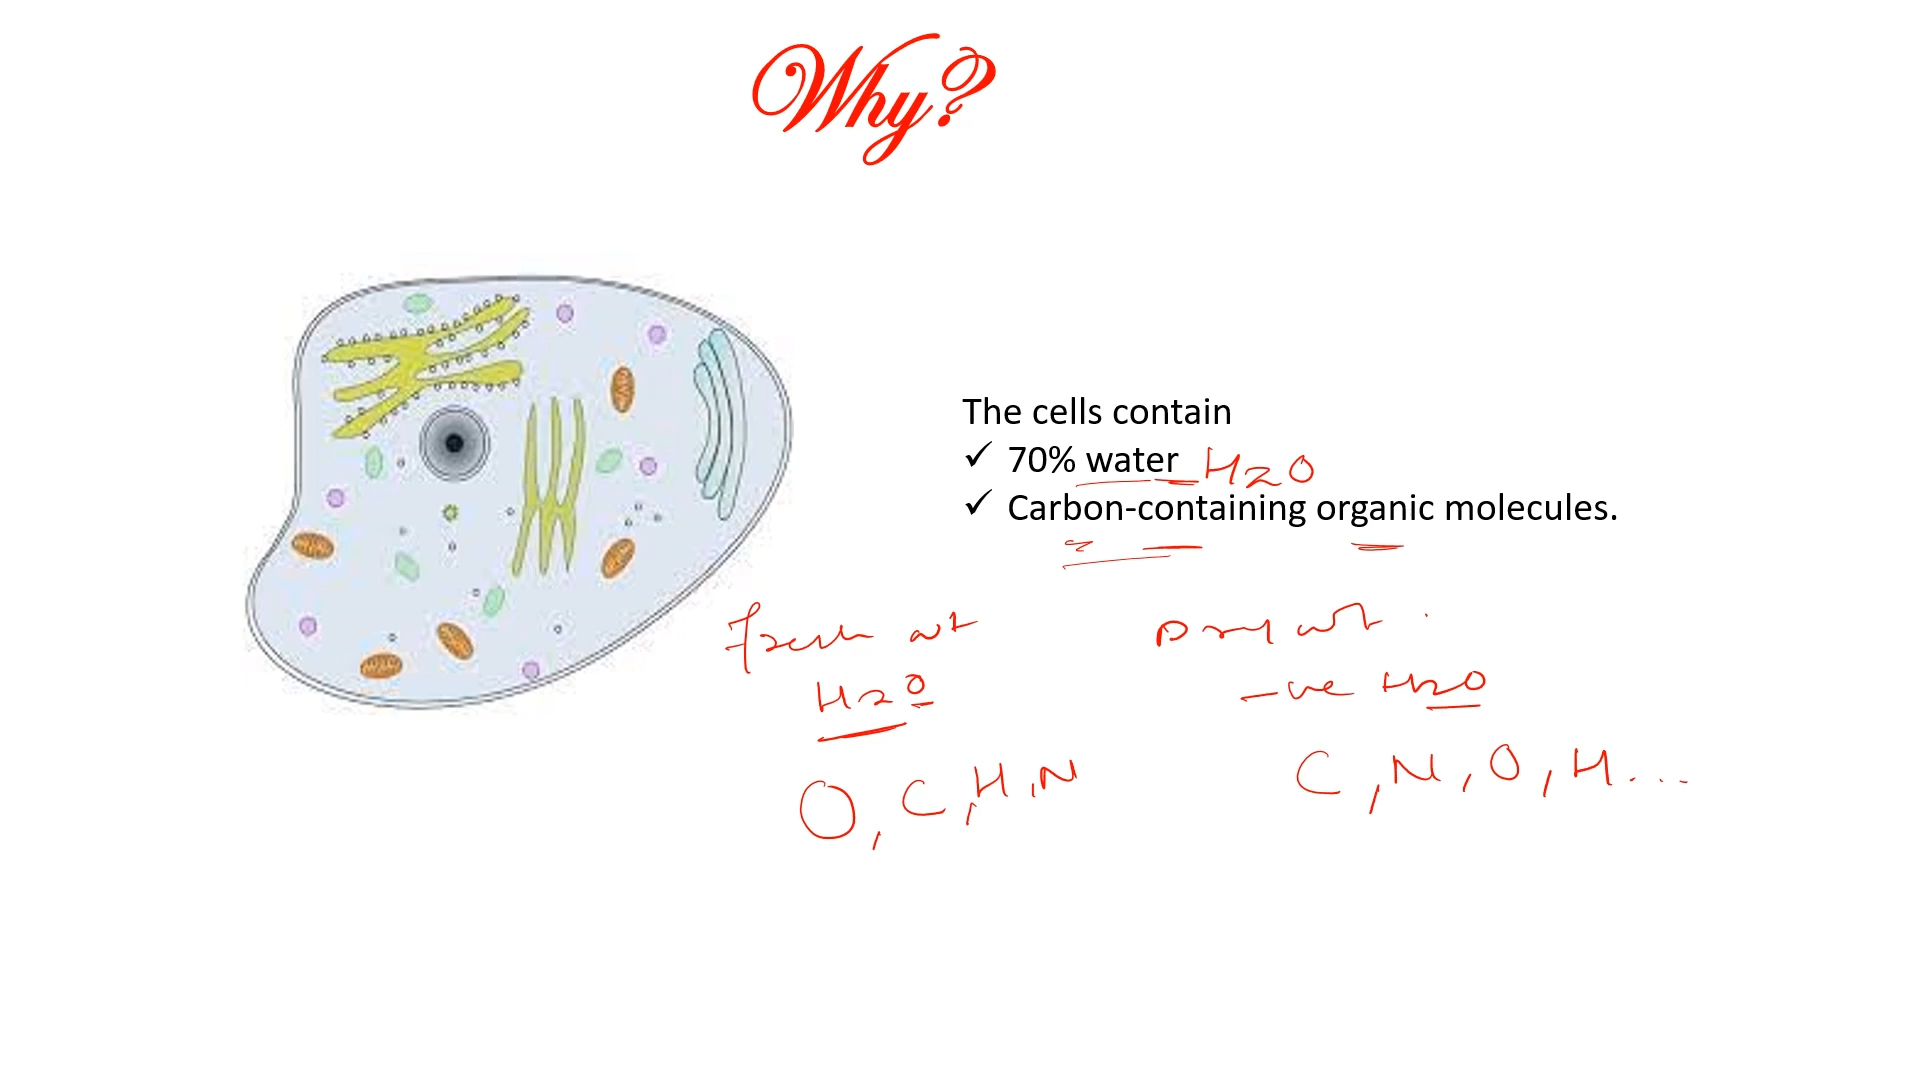 Why?
The cells contain
✓ 70% water H2O
✓ Carbon-containing organic molecules.
Fresh wt
Dry wt.
H2O
-ve H2O
O, C, H, N
C, N, O, H...